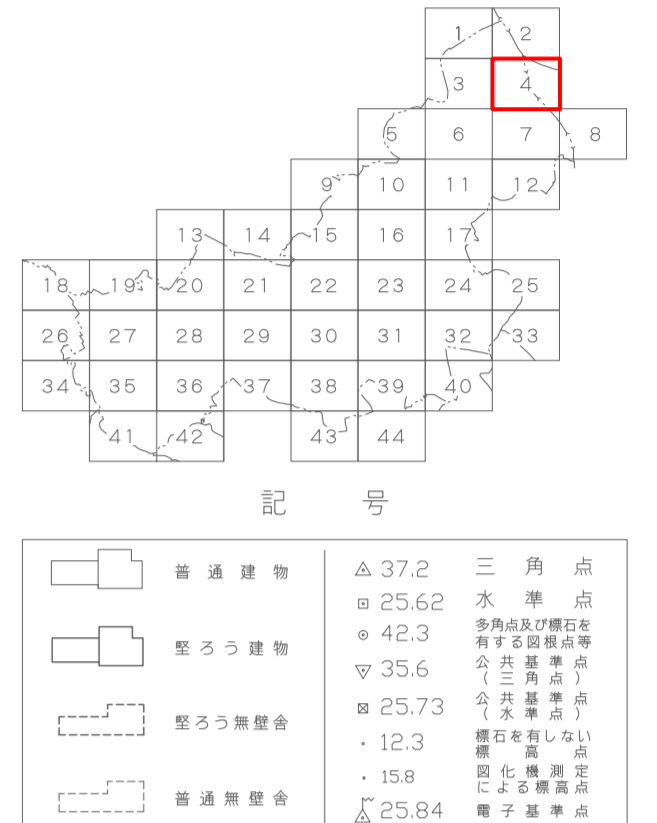 1 2
3 4
5 6 7 8
9 10 11 12
13 14 15 16 17
18 19 20 21 22 23 24 25
26 27 28 29 30 31 32 33
34 35 36 37 38 39 40
41 42 43 44
記 号
普通建物
堅ろう建物
堅ろう無壁舎
普通無壁舎
37.2 三角点
25.62 水準点
42.3 多角点及び標石を
有する図根点等
35.6 公共基準点
(三角点)
25.73 公共基準点
(水準点)
12.3 標石を有しない
標高点
15.8 図化機測定
による標高点
25.84 電子基準点